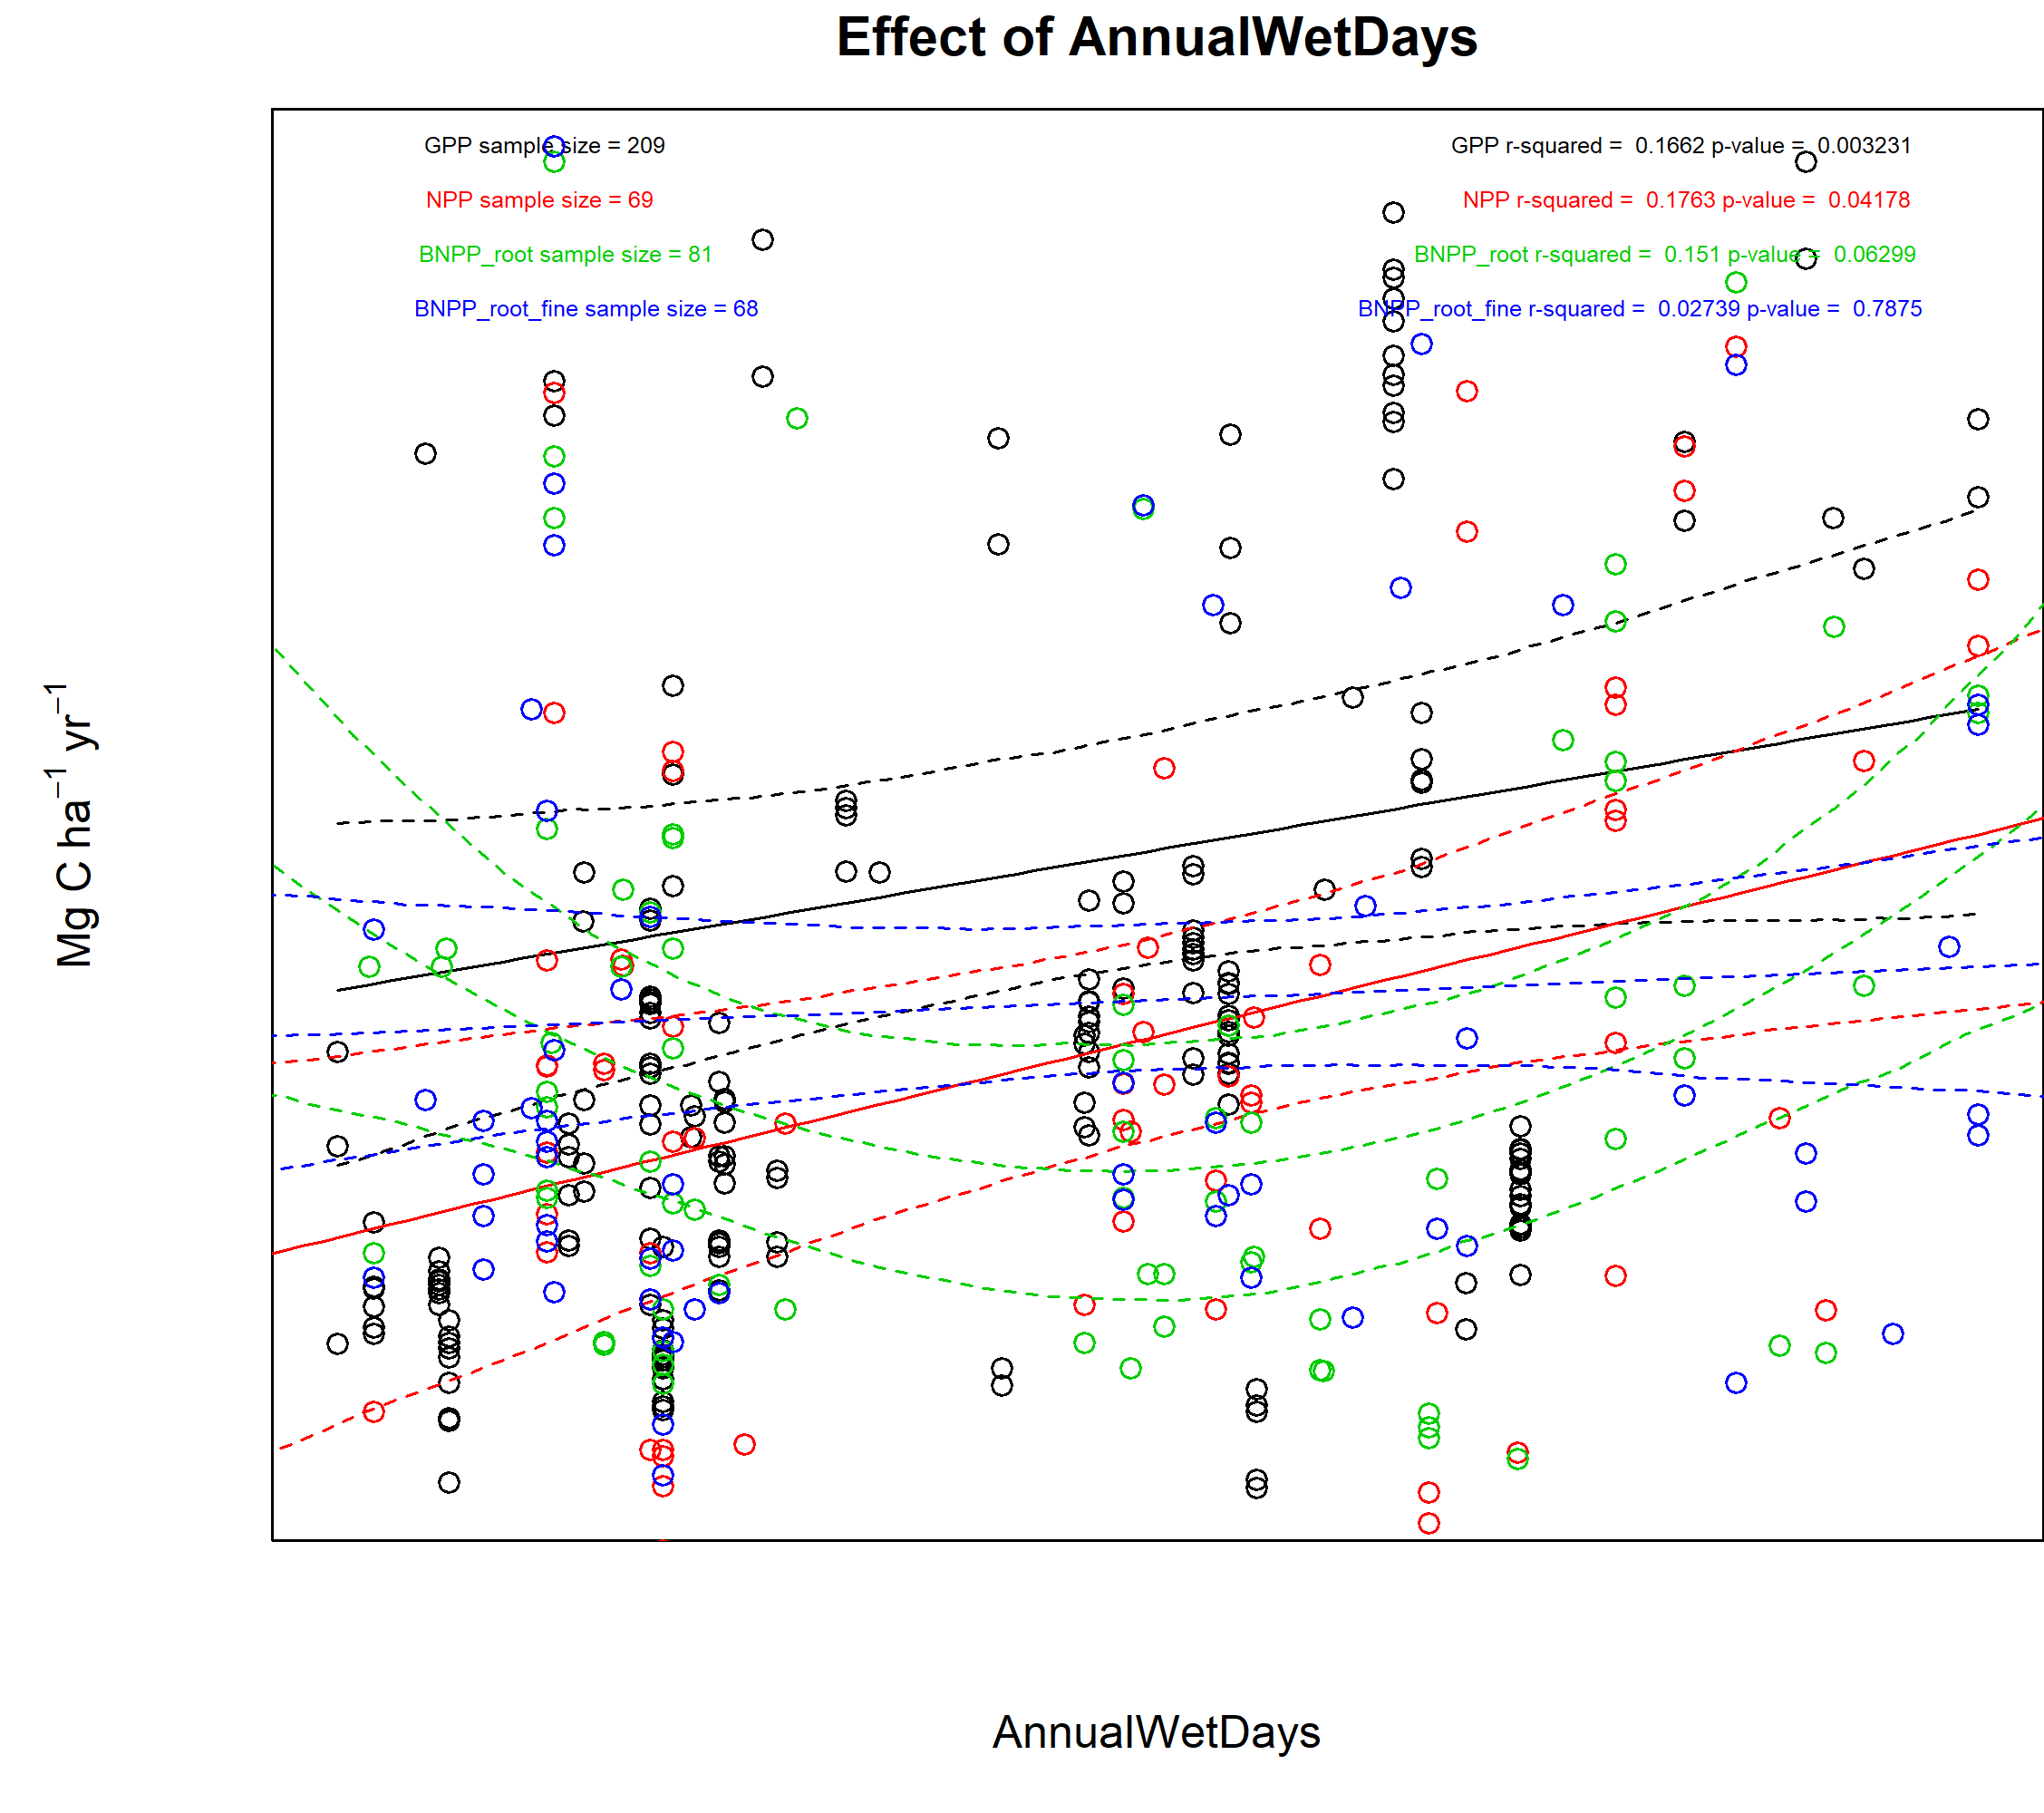 Effect of AnnualWetDays
GPP sample size = 209
GPP r-squared = 0.1662 p-value = 0.003231
NPP sample size = 69
NPP r-squared = 0.1763 p-value = 0.04178
BNPP_root sample size = 81
BNPP_root r-squared = 0.151 p-value = 0.06299
BNPP_root_fine sample size = 68
BNPP_root_fine r-squared = 0.02739 p-value = 0.7875
Mg C ha⁻¹ yr⁻¹
AnnualWetDays